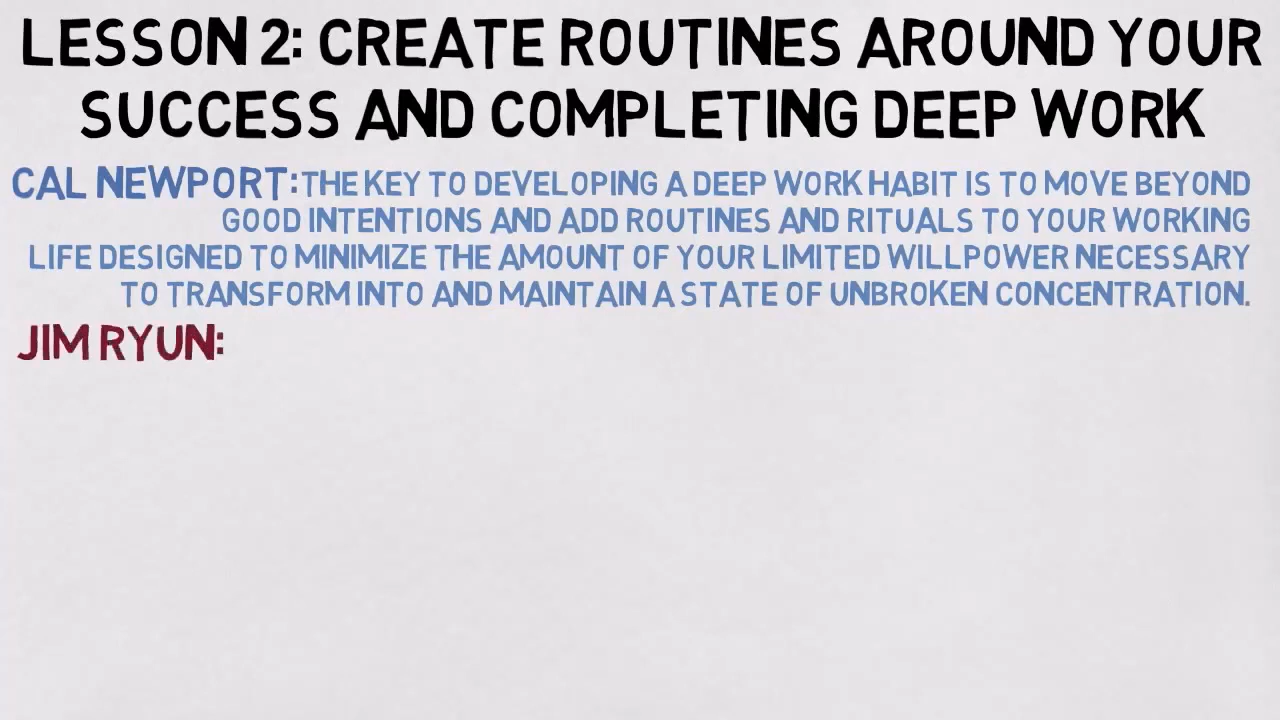 LESSON 2: CREATE ROUTINES AROUND YOUR
SUCCESS AND COMPLETING DEEP WORK
CAL NEWPORT: THE KEY TO DEVELOPING A DEEP WORK HABIT IS TO MOVE BEYOND
GOOD INTENTIONS AND ADD ROUTINES AND RITUALS TO YOUR WORKING
LIFE DESIGNED TO MINIMIZE THE AMOUNT OF YOUR LIMITED WILLPOWER NECESSARY
TO TRANSFORM INTO AND MAINTAIN A STATE OF UNBROKEN CONCENTRATION.
JIM RYUN: